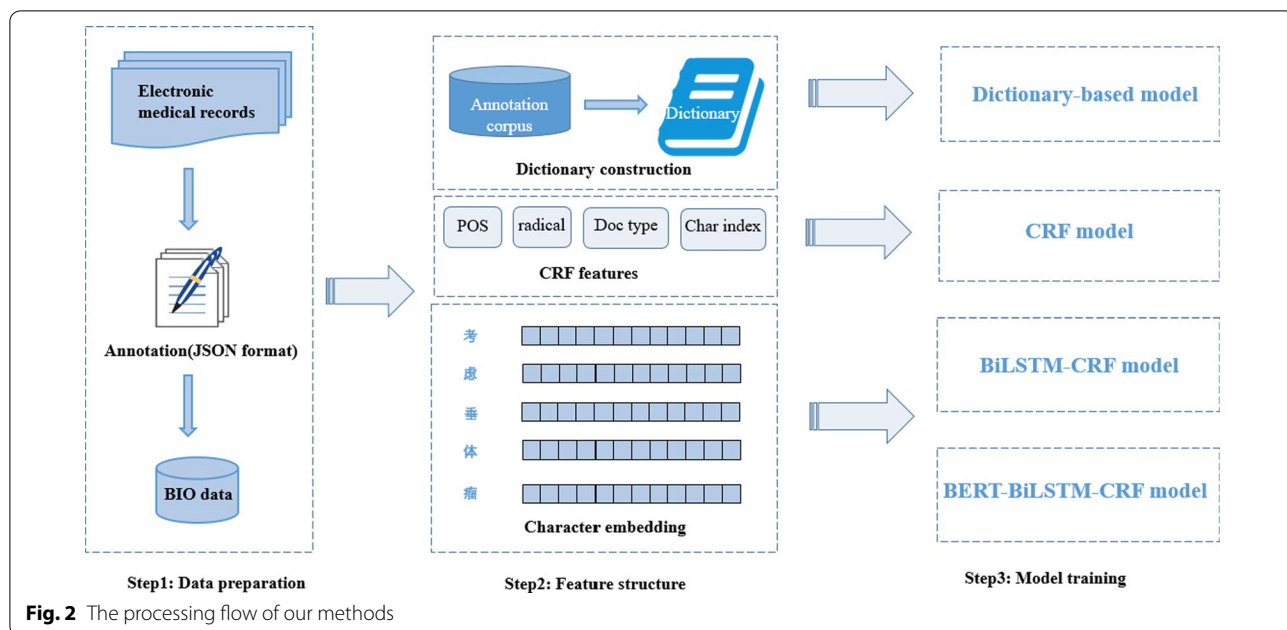 Electronic
medical records
Annotation(JSON format)
BIO data
Step1: Data preparation
Annotation
corpus
Dictionary
Dictionary construction
POS
radical
Doc type
Char index
CRF features
考
虑
垂
体
瘤
Character embedding
Step2: Feature structure
Dictionary-based model
CRF model
BiLSTM-CRF model
BERT-BiLSTM-CRF model
Step3: Model training
Fig. 2 The processing flow of our methods